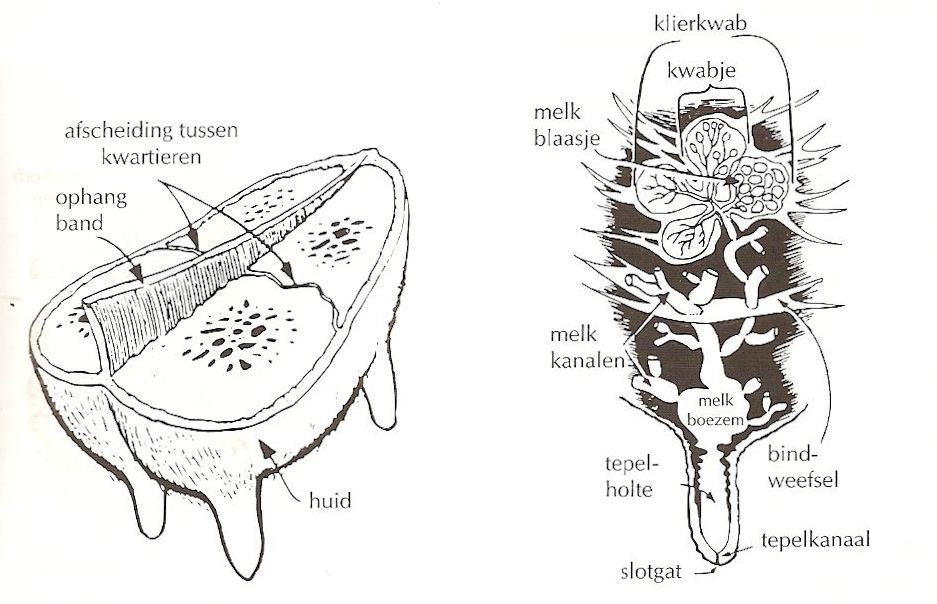 afscheiding tussen
kwartieren
ophang
band
huid
klierkwab
kwabje
melk
blaasje
melk
kanalen
melk
boezem
tepel-
holte
bind-
weefsel
tepelkanaal
slotgat